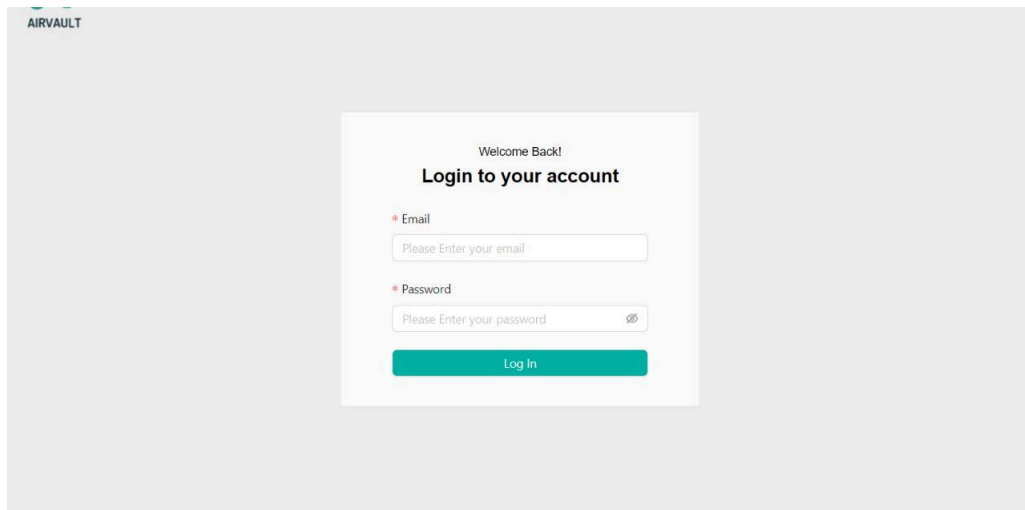 AIRVAULT
Welcome Back!
Login to your account
* Email
Please Enter your email
* Password
Please Enter your password
Log In